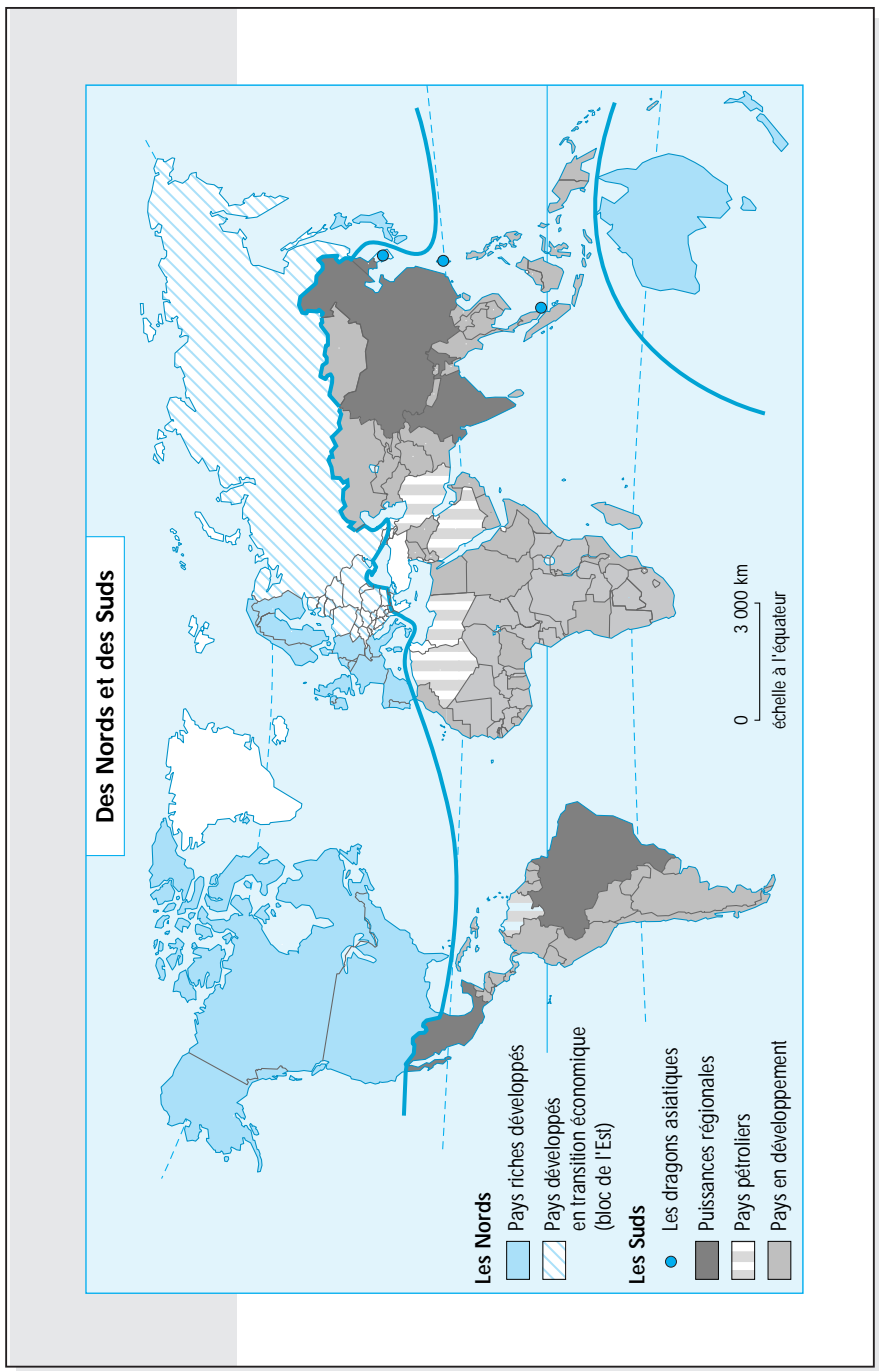 Des Nords et des Suds
Les Nords
Pays riches développés
Pays développés
en transition économique
(bloc de l'Est)
Les Suds
Les dragons asiatiques
Puissances régionales
Pays pétroliers
Pays en développement
0 3 000 km
échelle à l'équateur